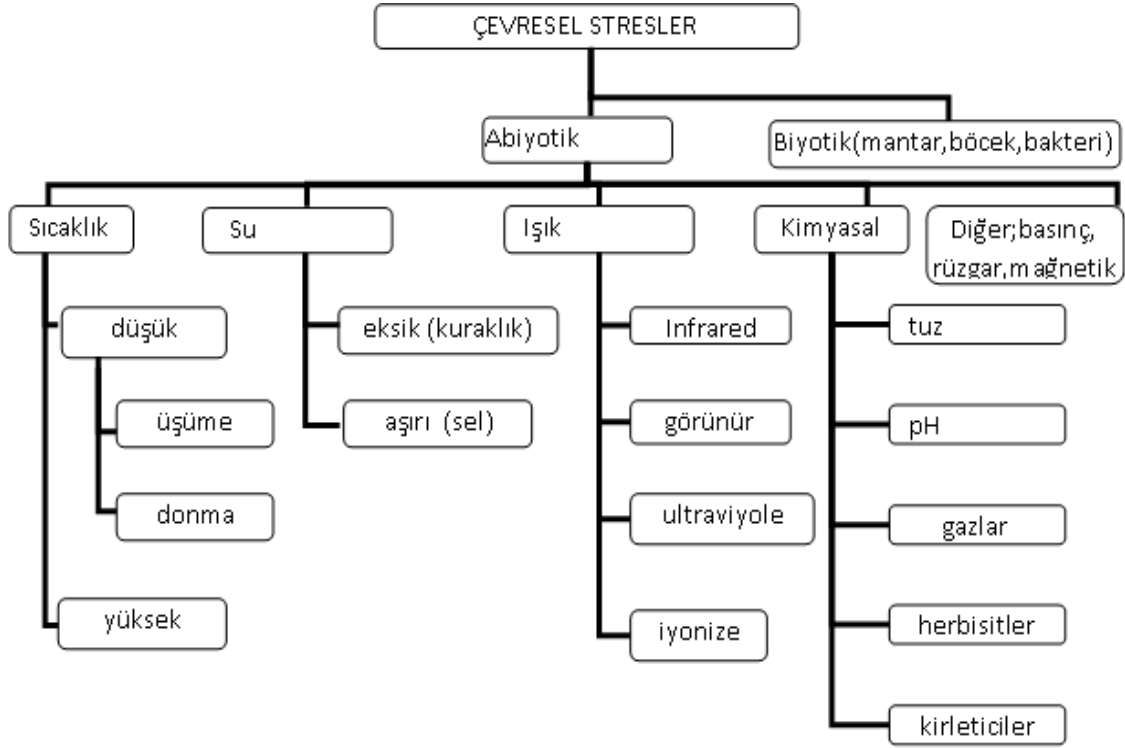 ÇEVRESEL STRESLER
Abiyotik
Biyotik(mantar,böcek,bakteri)
Sıcaklık
Su
Işık
Kimyasal
Diğer;basınç,
rüzgar,mağnetik
düşük
eksik (kuraklık)
Infrared
tuz
üşüme
aşırı (sel)
görünür
pH
donma
ultraviyole
gazlar
yüksek
iyonize
herbisitler
kirleticiler